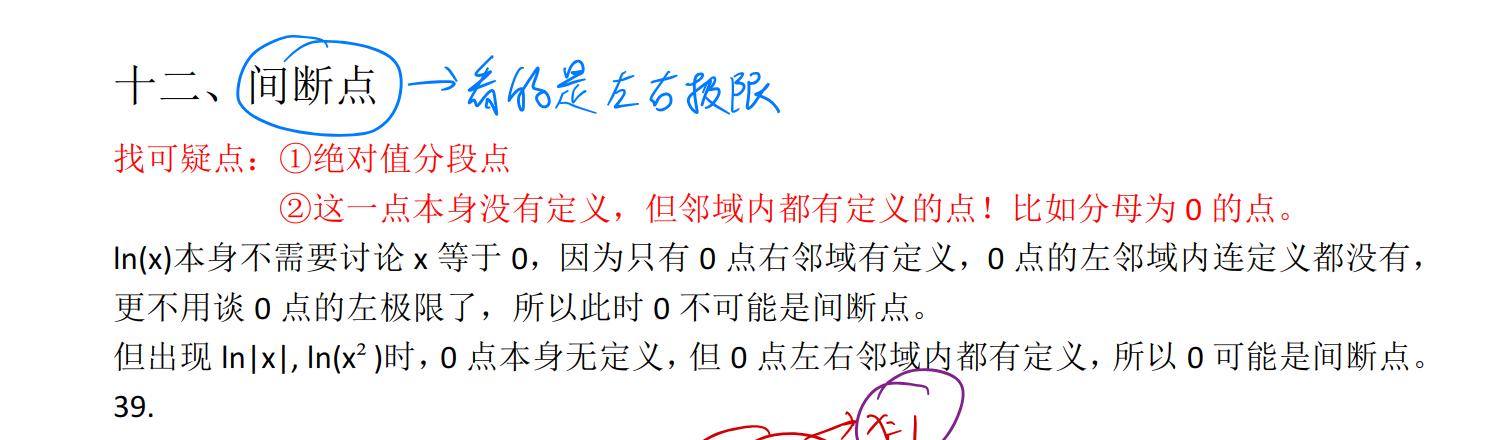 十二、间断点 →看的是左右极限
找可疑点：①绝对值分段点
②这一点本身没有定义，但邻域内都有定义的点！比如分母为 0 的点。
ln(x)本身不需要讨论 x 等于 0，因为只有 0 点右邻域有定义，0 点的左邻域内连定义都没有，
更不用谈 0 点的左极限了，所以此时 0 不可能是间断点。
但出现 ln|x|, ln(x²)时，0 点本身无定义，但 0 点左右邻域内都有定义，所以 0 可能是间断点。
39.
x=1